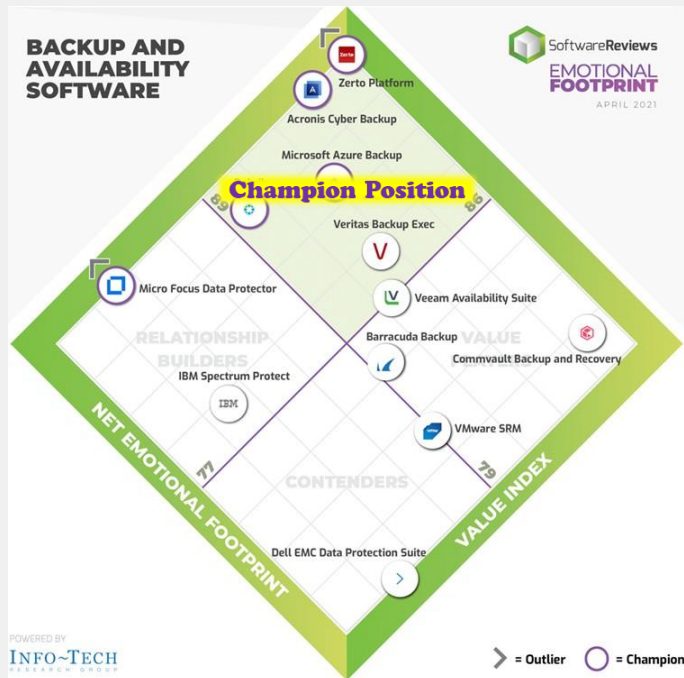 BACKUP AND
AVAILABILITY
SOFTWARE
SoftwareReviews
EMOTIONAL
FOOTPRINT
APRIL 2021
Zerto
Zerto Platform
A
Acronis Cyber Backup
Microsoft Azure Backup
Champion Position
89
86
Veritas Backup Exec
V
Micro Focus Data Protector
V
Veeam Availability Suite
RELATIONSHIP
BUILDERS
VALUE
Barracuda Backup
Commvault Backup and Recovery
IBM Spectrum Protect
IBM
vmw
VMware SRM
77
79
CONTENDERS
NET EMOTIONAL FOOTPRINT
VALUE INDEX
Dell EMC Data Protection Suite
POWERED BY
INFO~TECH
RESEARCH GROUP
= Outlier
= Champion